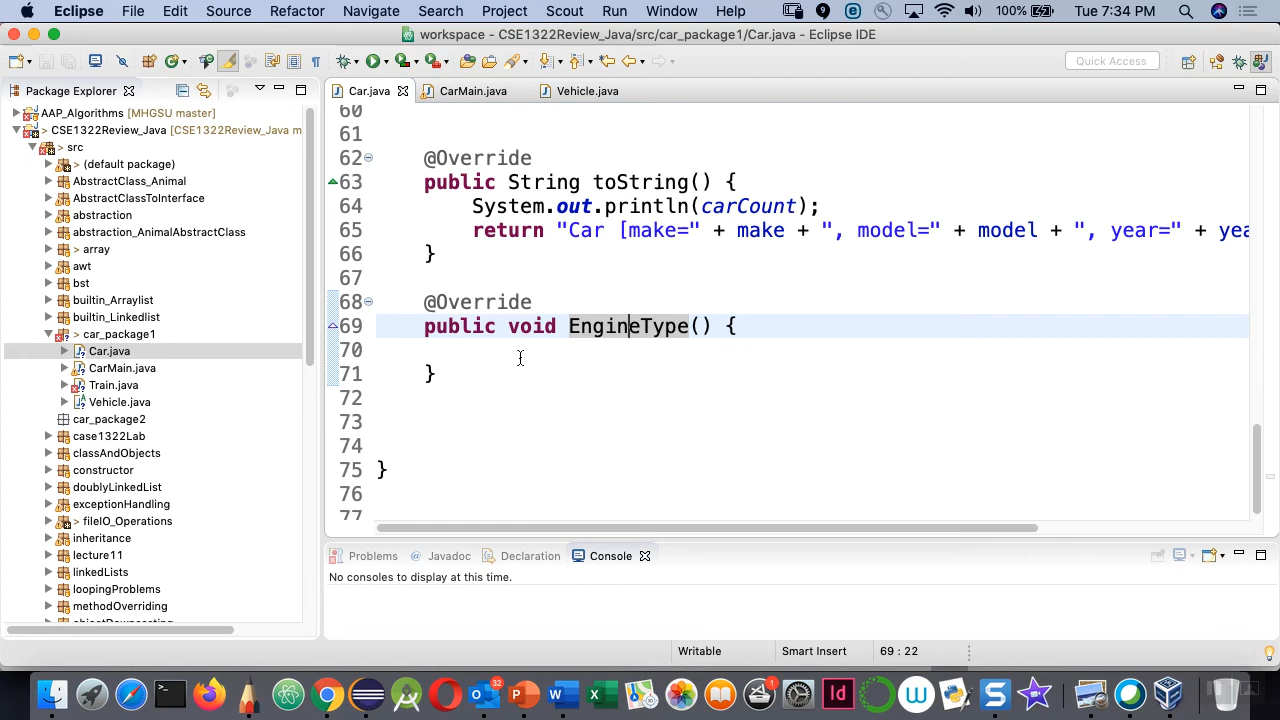 Eclipse File Edit Source Refactor Navigate Search Project Scout Run Window Help 9 100% Tue 7:34 PM
workspace - CSE1322Review_Java/src/car_package1/Car.java - Eclipse IDE
Quick Access
Package Explorer
Car.java CarMain.java Vehicle.java
AAP_Algorithms [MHGSU master]
> CSE1322Review_Java [CSE1322Review_Java m
> src
> (default package)
AbstractClass_Animal
AbstractClassToInterface
abstraction
abstraction_AnimalAbstractClass
> array
awt
bst
builtin_Arraylist
builtin_Linkedlist
> car_package1
Car.java
CarMain.java
Train.java
Vehicle.java
car_package2
case1322Lab
classAndObjects
constructor
doublyLinkedList
exceptionHandling
> fileIO_Operations
inheritance
lecture11
linkedLists
loopingProblems
methodOverriding
60
61
62 @Override
63 public String toString() {
64 System.out.println(carCount);
65 return "Car [make=" + make + ", model=" + model + ", year=" + yea
66 }
67
68 @Override
69 public void EngineType() {
70
71 }
72
73
74
75 }
76
77
Problems @ Javadoc Declaration Console
No consoles to display at this time.
Writable Smart Insert 69 : 22
32